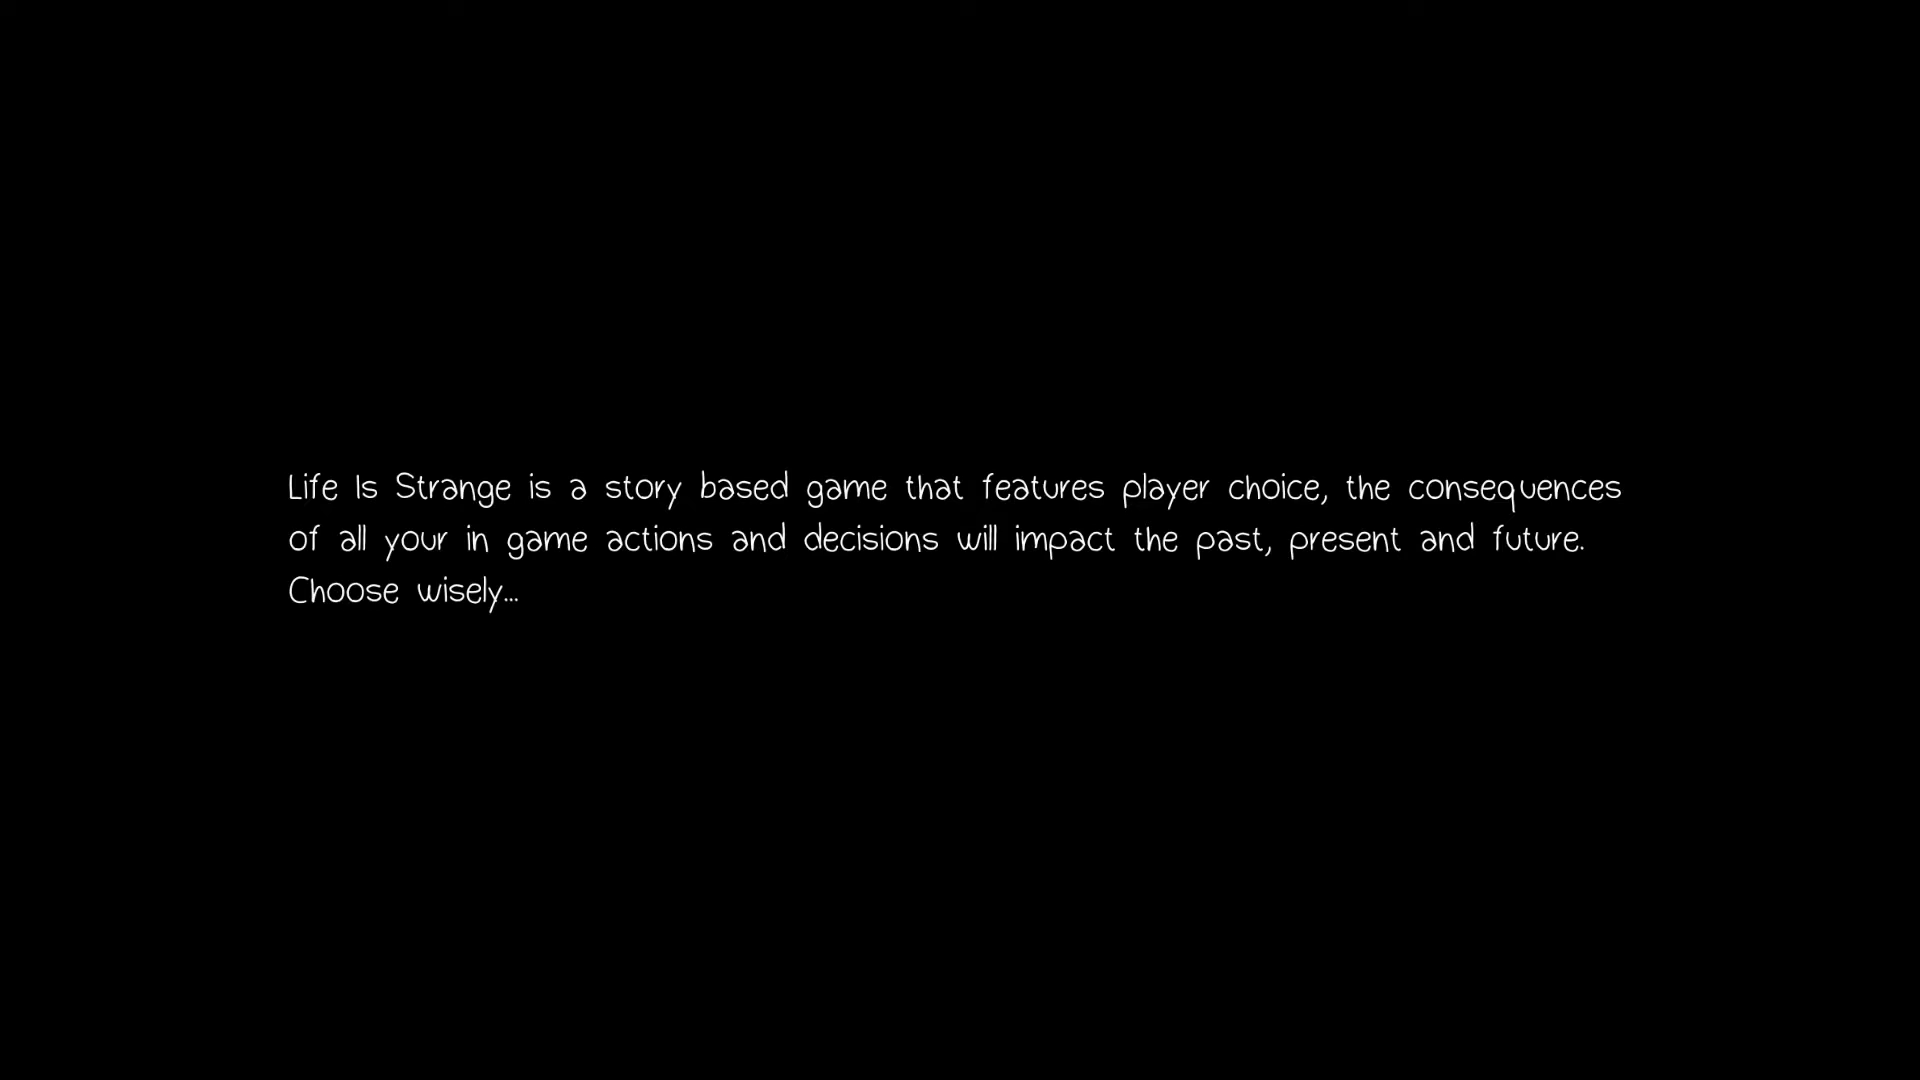 Life Is Strange is a story based game that features player choice, the consequences
of all your in game actions and decisions will impact the past, present and future.
Choose wisely...